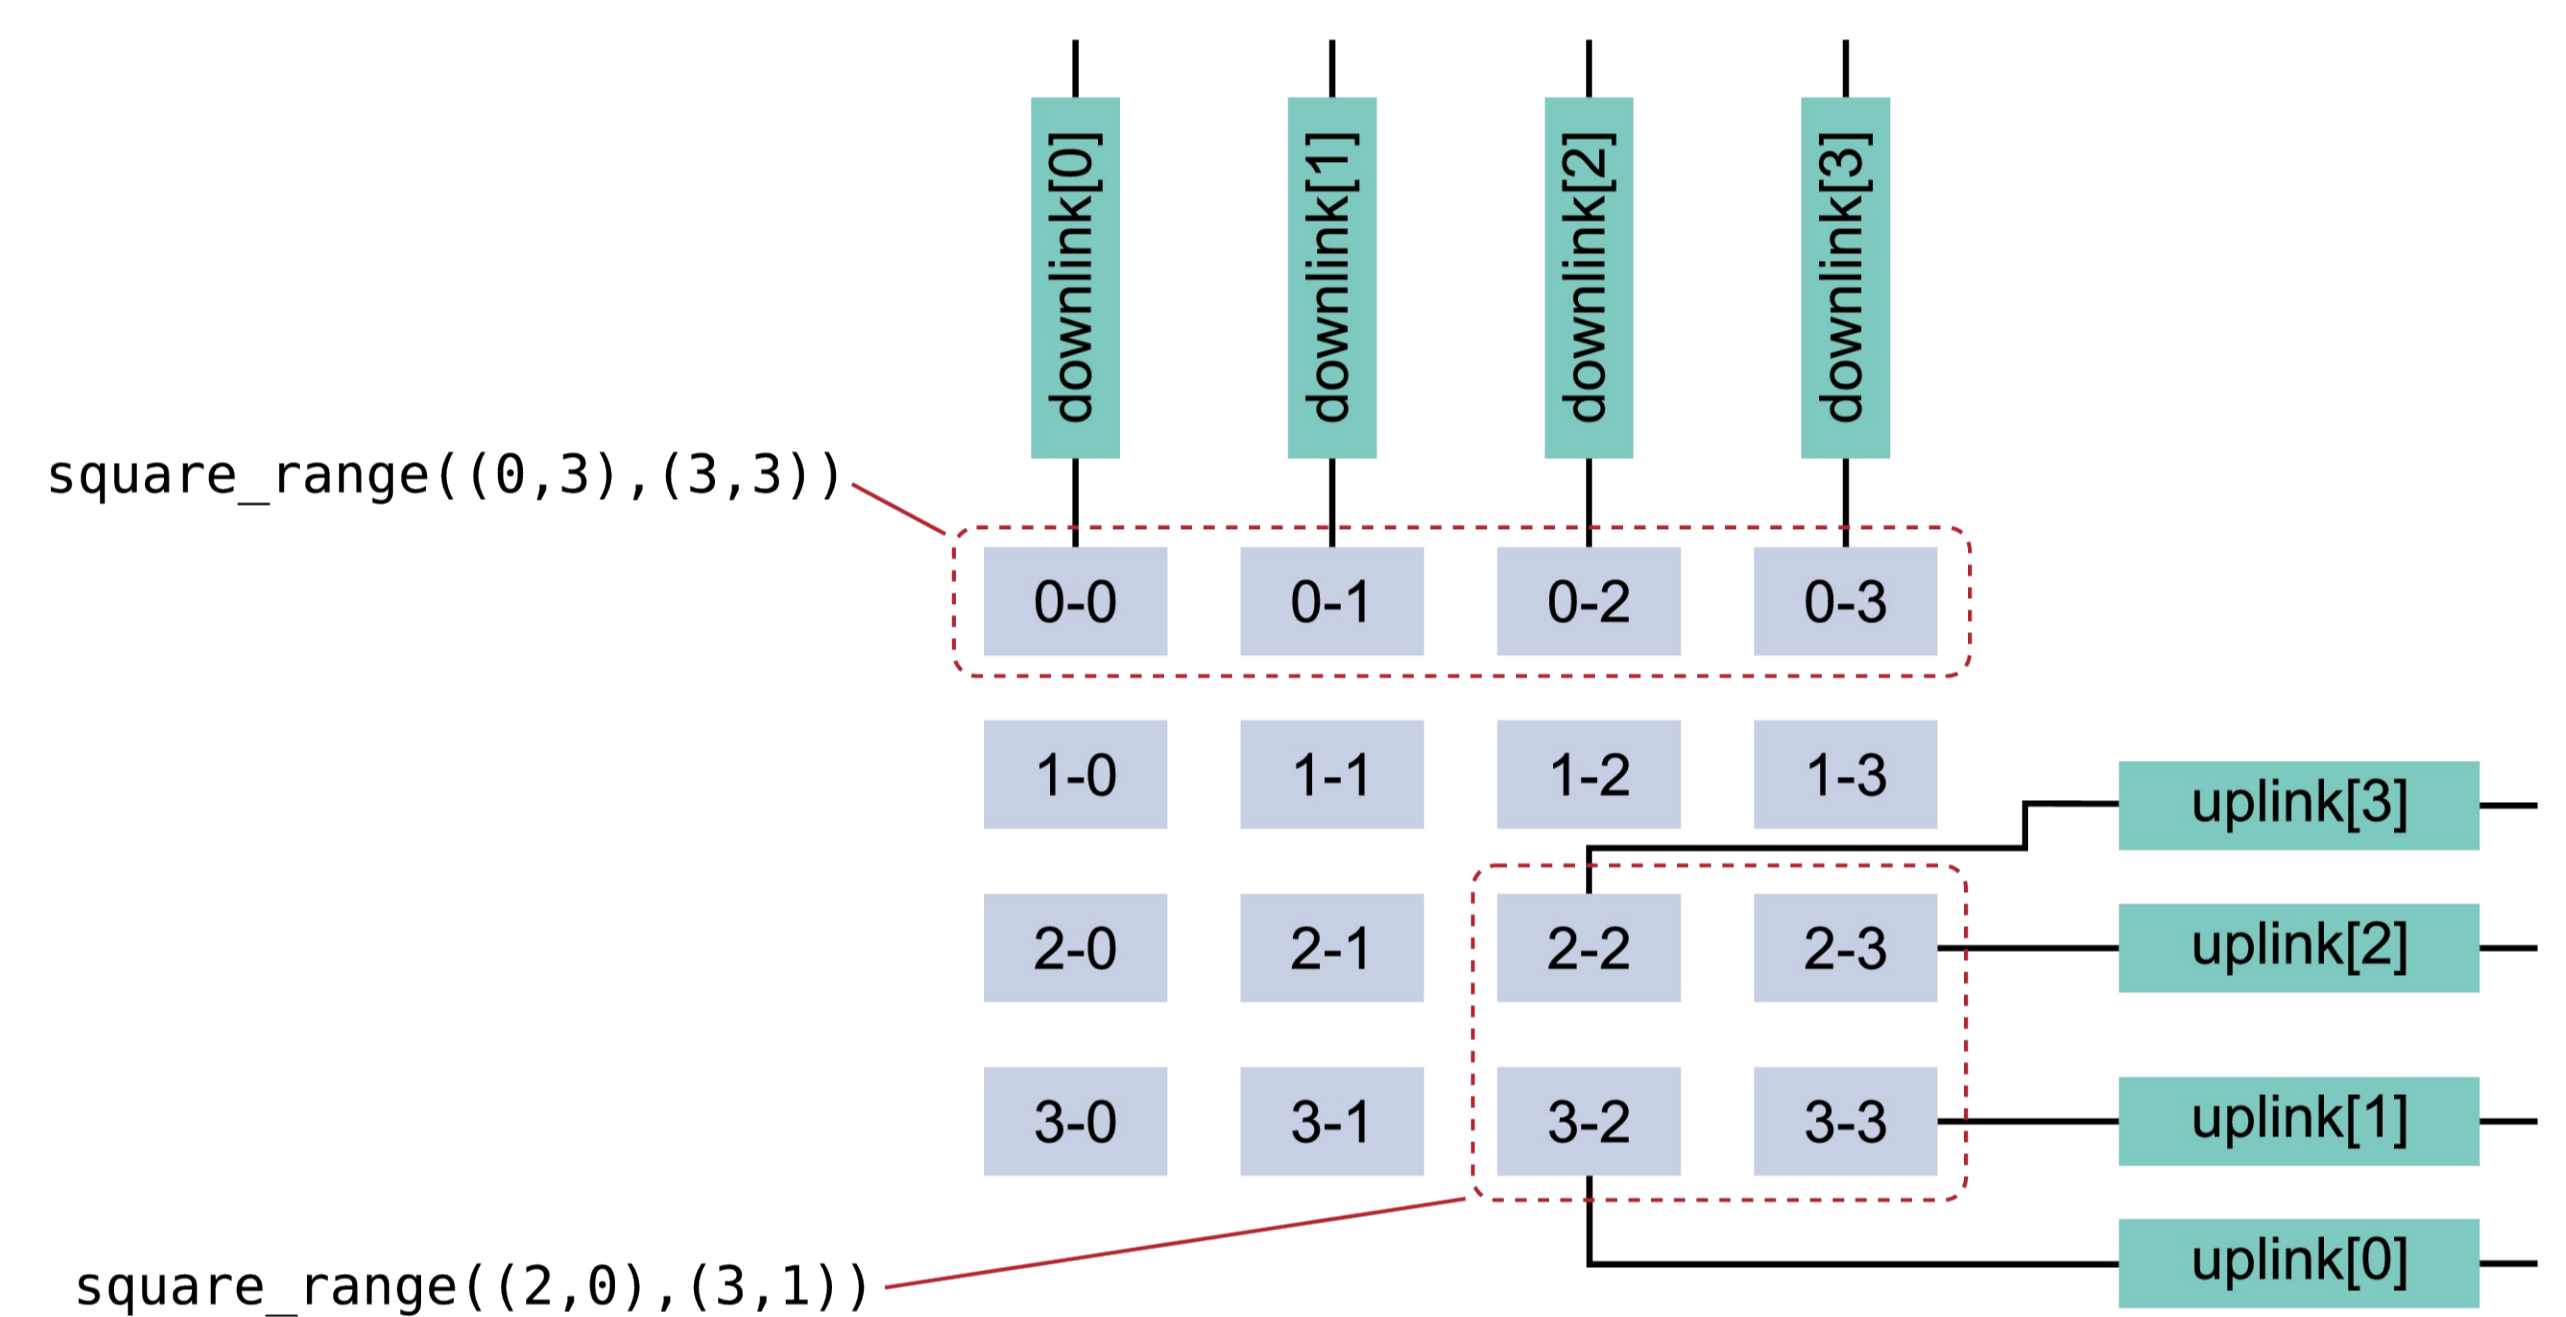 downlink[0]
downlink[1]
downlink[2]
downlink[3]
square_range((0,3),(3,3))
0-0
0-1
0-2
0-3
1-0
1-1
1-2
1-3
uplink[3]
2-0
2-1
2-2
2-3
uplink[2]
3-0
3-1
3-2
3-3
uplink[1]
square_range((2,0),(3,1))
uplink[0]